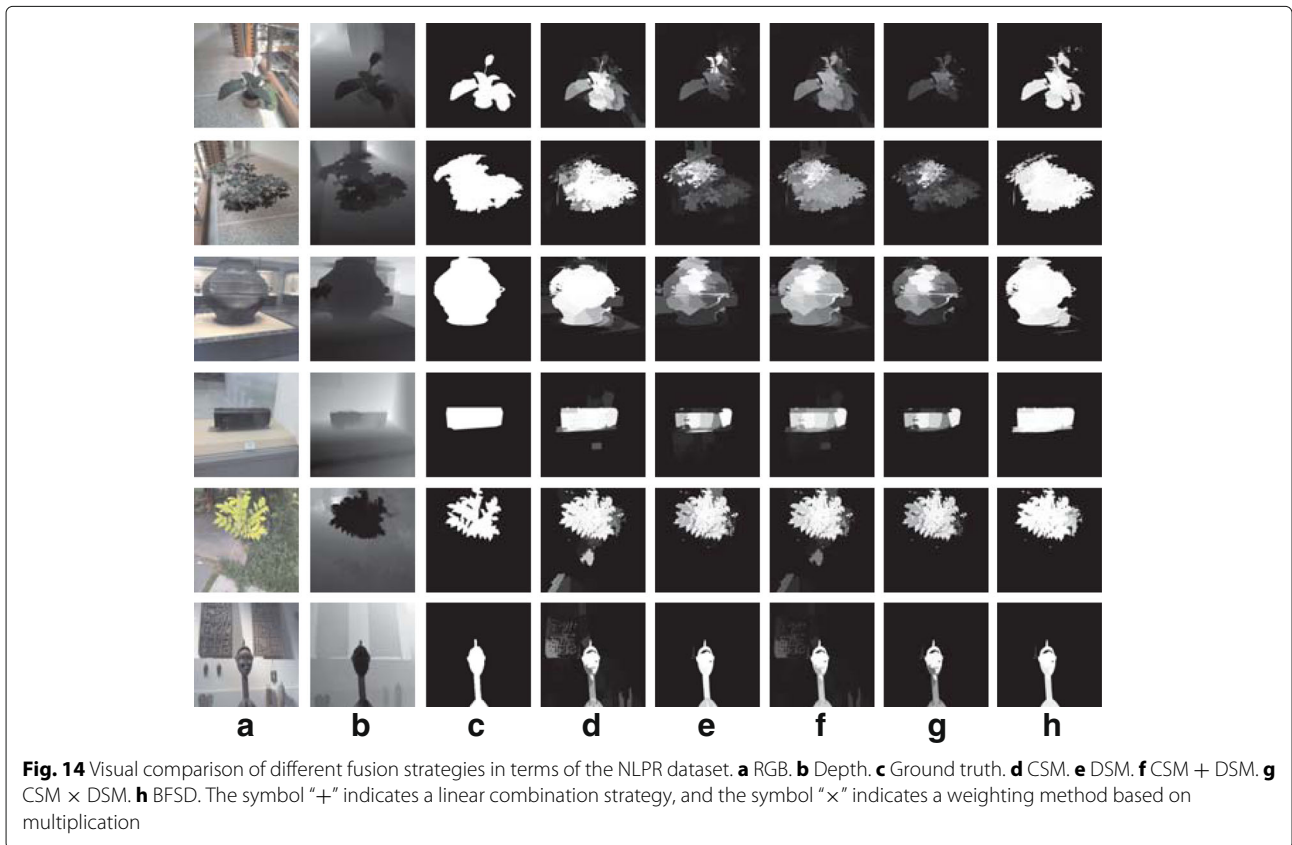 a b c d e f g h
Fig. 14 Visual comparison of different fusion strategies in terms of the NLPR dataset. a RGB. b Depth. c Ground truth. d CSM. e DSM. f CSM + DSM. g
CSM × DSM. h BFSD. The symbol “+” indicates a linear combination strategy, and the symbol “×” indicates a weighting method based on
multiplication